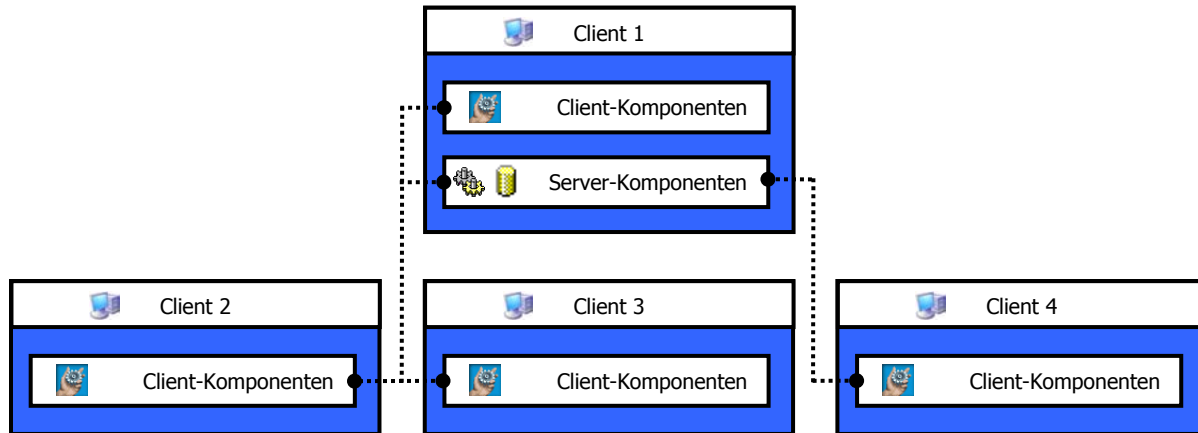 Client 1
Client-Komponenten
Server-Komponenten
Client 2
Client 3
Client 4
Client-Komponenten
Client-Komponenten
Client-Komponenten